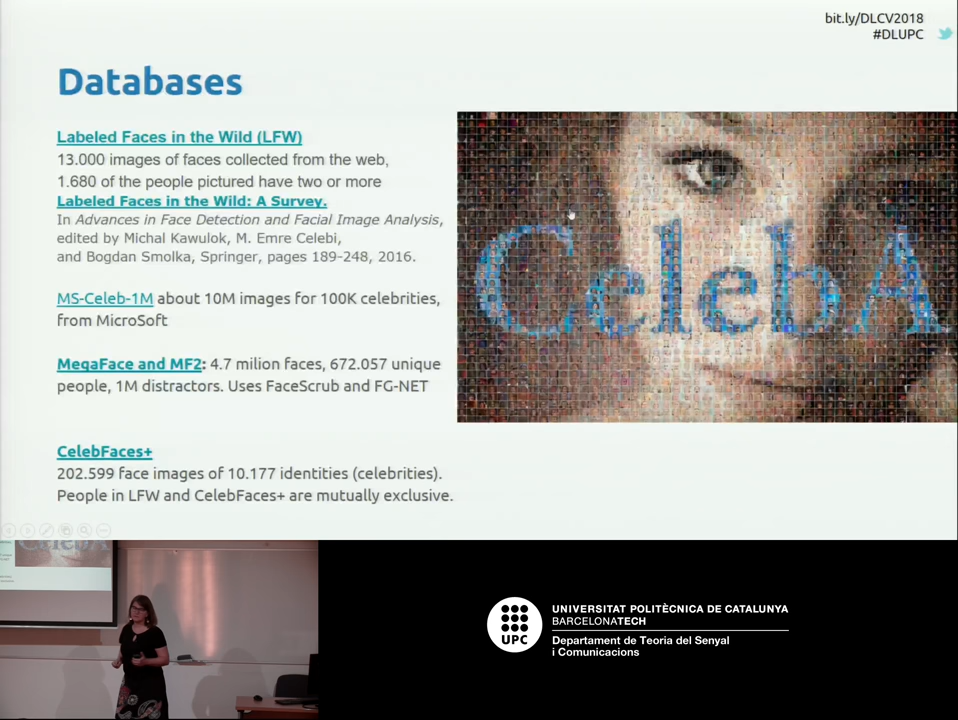 bit.ly/DLCV2018
#DLUPC
Databases
Labeled Faces in the Wild (LFW)
13.000 images of faces collected from the web,
1.680 of the people pictured have two or more
Labeled Faces in the Wild: A Survey.
In Advances in Face Detection and Facial Image Analysis,
edited by Michal Kawulok, M. Emre Celebi,
and Bogdan Smolka, Springer, pages 189-248, 2016.
MS-Celeb-1M about 10M images for 100K celebrities,
from MicroSoft
MegaFace and MF2: 4.7 milion faces, 672.057 unique
people, 1M distractors. Uses FaceScrub and FG-NET
CelebFaces+
202.599 face images of 10.177 identities (celebrities).
People in LFW and CelebFaces+ are mutually exclusive.
CelebA
UPC
UNIVERSITAT POLITÈCNICA DE CATALUNYA
BARCELONATECH
Departament de Teoria del Senyal
i Comunicacions